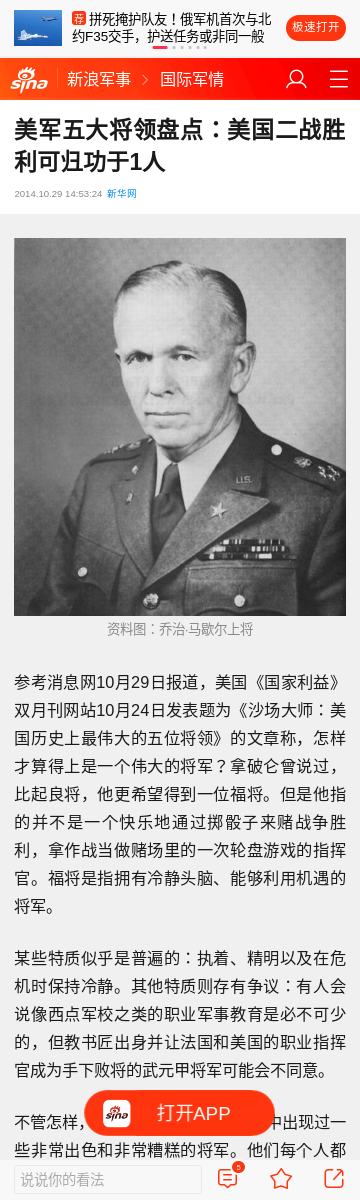 荐 拼死掩护队友！俄军机首次与北
约F35交手，护送任务或非同一般
极速打开
sina 新浪军事 国际军情
美军五大将领盘点：美国二战胜
利可归功于1人
2014.10.29 14:53:24 新华网
U.S.
资料图：乔治·马歇尔上将
参考消息网10月29日报道，美国《国家利益》
双月刊网站10月24日发表题为《沙场大师：美
国历史上最伟大的五位将领》的文章称，怎样
才算得上是一个伟大的将军？拿破仑曾说过，
比起良将，他更希望得到一位福将。但是他指
的并不是一个快乐地通过掷骰子来赌战争胜
利，拿作战当做赌场里的一次轮盘游戏的指挥
官。福将是指拥有冷静头脑、能够利用机遇的
将军。
某些特质似乎是普遍的：执着、精明以及在危
机时保持冷静。其他特质则存有争议：有人会
说像西点军校之类的职业军事教育是必不可少
的，但教书匠出身并让法国和美国的职业指挥
官成为手下败将的武元甲将军可能会不同意。
不管怎样，
中出现过一
sina 打开APP
些非常出色和非常糟糕的将军。他们每个人都
说说你的看法
5